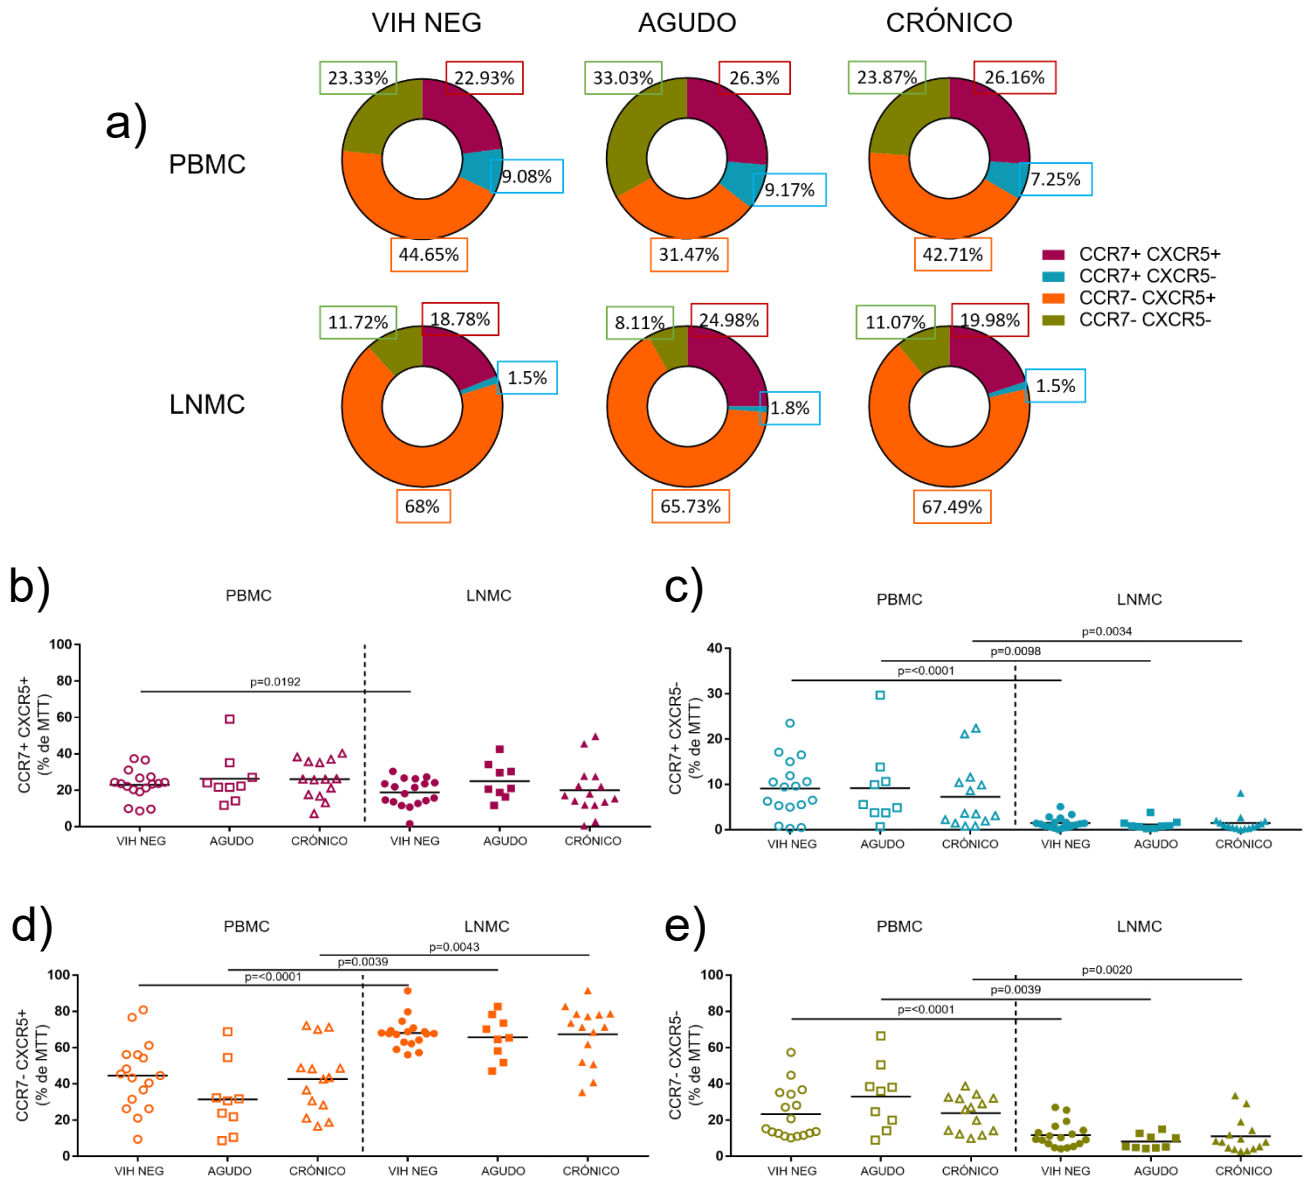 VIH NEG AGUDO CRÓNICO
a)
PBMC
23.33% 22.93% 9.08% 44.65%
33.03% 26.3% 9.17% 31.47%
23.87% 26.16% 7.25% 42.71%
CCR7+ CXCR5+
CCR7+ CXCR5-
CCR7- CXCR5+
CCR7- CXCR5-
LNMC
11.72% 18.78% 1.5% 68%
8.11% 24.98% 1.8% 65.73%
11.07% 19.98% 1.5% 67.49%
b)
PBMC LNMC
CCR7+ CXCR5+
(% de MTT)
100
80
60
40
20
0
p=0.0192
VIH NEG AGUDO CRÓNICO VIH NEG AGUDO CRÓNICO
c)
PBMC LNMC
CCR7+ CXCR5-
(% de MTT)
40
30
20
10
0
p=0.0034
p=0.0098
p=<0.0001
VIH NEG AGUDO CRÓNICO VIH NEG AGUDO CRÓNICO
d)
PBMC LNMC
CCR7- CXCR5+
(% de MTT)
100
80
60
40
20
0
p=0.0043
p=0.0039
p=<0.0001
VIH NEG AGUDO CRÓNICO VIH NEG AGUDO CRÓNICO
e)
PBMC LNMC
CCR7- CXCR5-
(% de MTT)
100
80
60
40
20
0
p=0.0020
p=0.0039
p=<0.0001
VIH NEG AGUDO CRÓNICO VIH NEG AGUDO CRÓNICO